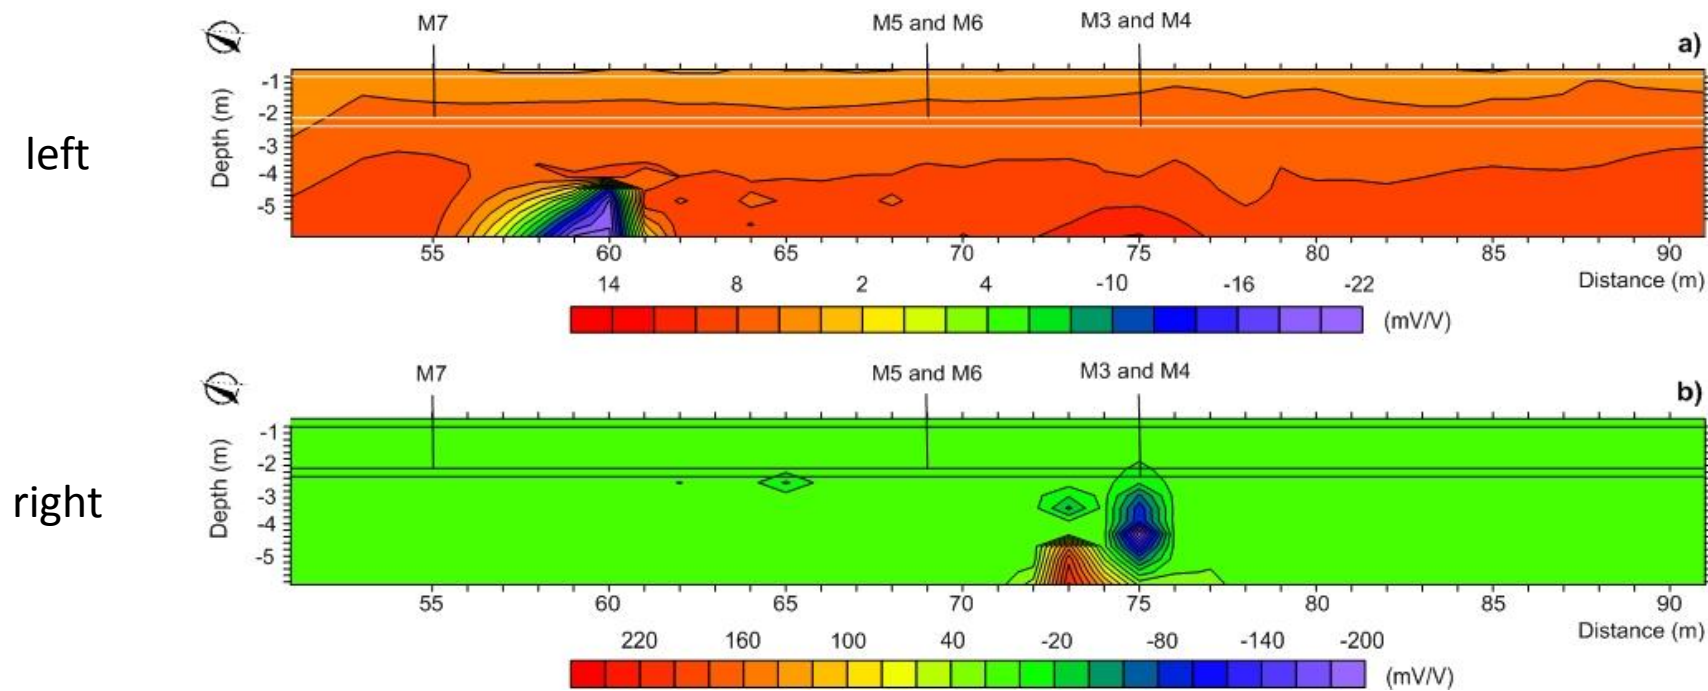 M7 M5 and M6 M3 and M4
a)
left
Depth (m)
-1
-2
-3
-4
-5
55 60 65 70 75 80 85 90
Distance (m)
14 8 2 4 -10 -16 -22
(mV/V)
M7 M5 and M6 M3 and M4
b)
right
Depth (m)
-1
-2
-3
-4
-5
55 60 65 70 75 80 85 90
Distance (m)
220 160 100 40 -20 -80 -140 -200
(mV/V)